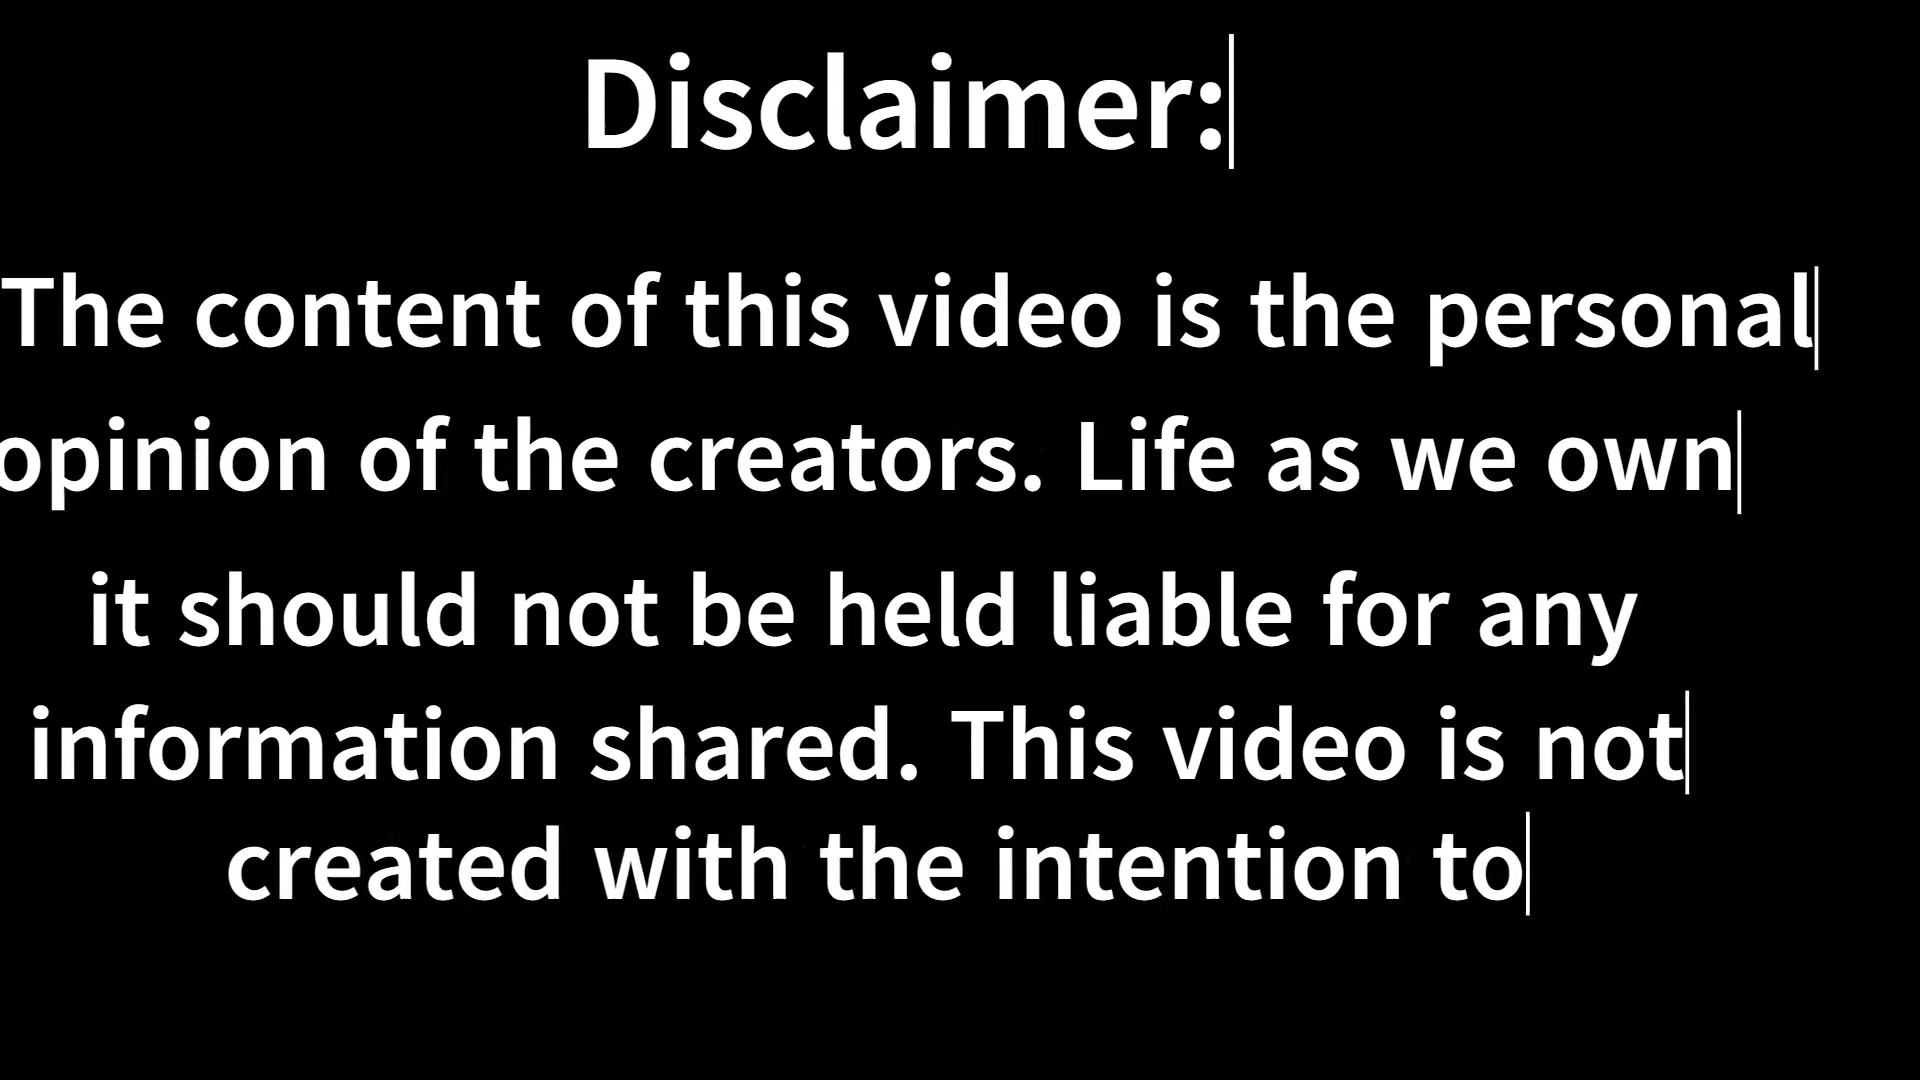 Disclaimer:
The content of this video is the personal
opinion of the creators. Life as we own
it should not be held liable for any
information shared. This video is not
created with the intention to